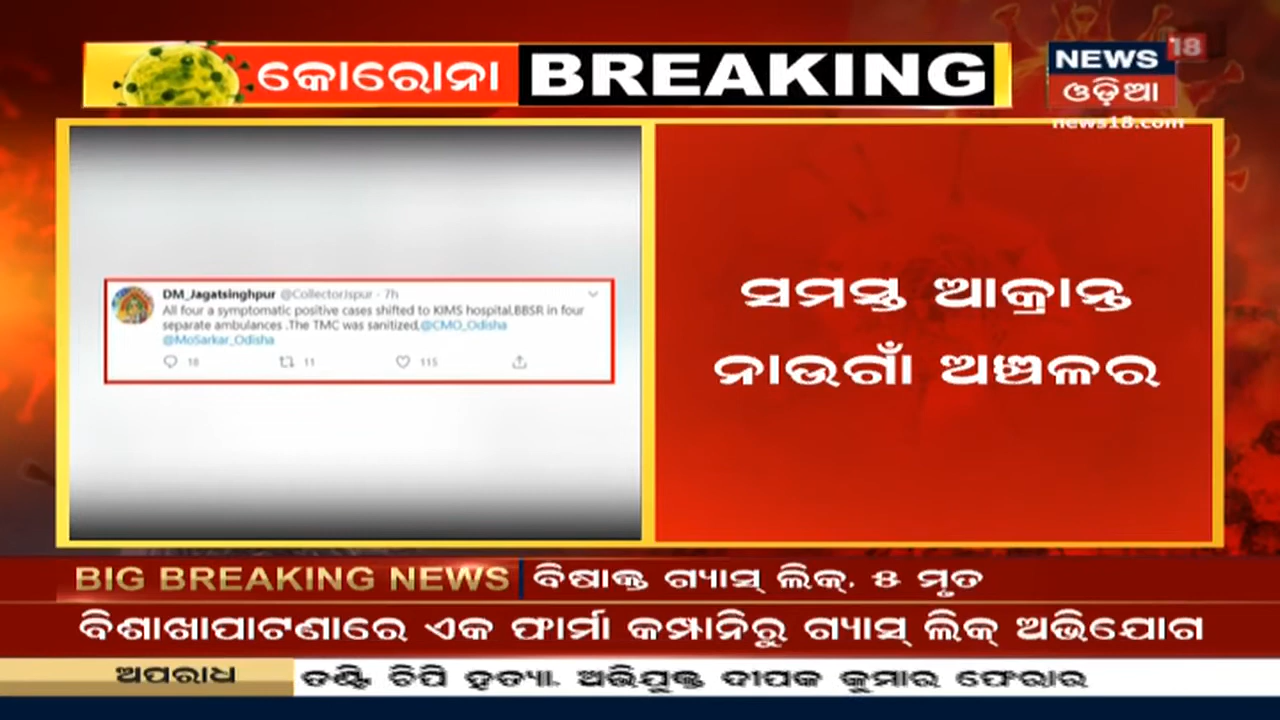 କୋରୋନା BREAKING
NEWS 18
ଓଡ଼ିଆ
news18.com
DM_Jagatsinghpur @CollectorJspur · 7h
All four a symptomatic positive cases shifted to KIMS hospital,BBSR in four
separate ambulances .The TMC was sanitized,@CMO_Odisha
@MoSarkar_Odisha
18 11 115
ସମସ୍ତ ଆକ୍ରାନ୍ତ
ନାଉଗାଁ ଅଞ୍ଚଳର
BIG BREAKING NEWS ବିଷାକ୍ତ ଗ୍ୟାସ୍ ଲିକ୍, ୫ ମୃତ
ବିଶାଖାପାଟଣାରେ ଏକ ଫାର୍ମା କମ୍ପାନିରୁ ଗ୍ୟାସ୍ ଲିକ୍ ଅଭିଯୋଗ
ଅପରାଧ ତଣ୍ଟି ଚିପି ହତ୍ୟା, ଅଭିଯୁକ୍ତ ଦୀପକ କୁମାର ଫେରାର